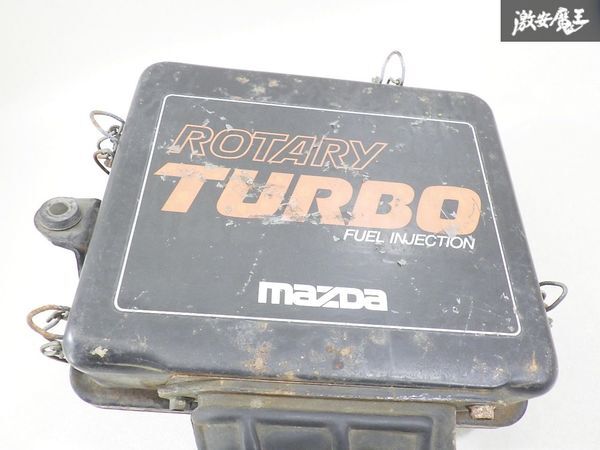 激安魔王
ROTARY
TURBO
FUEL INJECTION
mazda